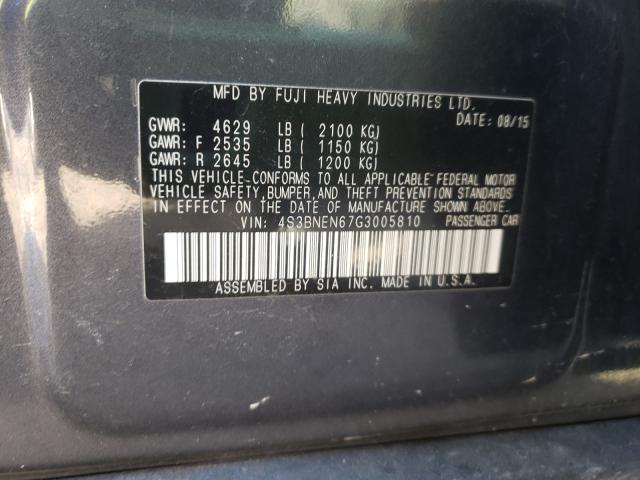 MFD BY FUJI HEAVY INDUSTRIES LTD.
DATE: 08/15
GVWR: 4629 LB ( 2100 KG)
GAWR: F 2535 LB ( 1150 KG)
GAWR: R 2645 LB ( 1200 KG)
THIS VEHICLE CONFORMS TO ALL APPLICABLE FEDERAL MOTOR
VEHICLE SAFETY, BUMPER, AND THEFT PREVENTION STANDARDS
IN EFFECT ON THE DATE OF MANUFACTURE SHOWN ABOVE.
VIN: 4S3BNEN67G3005810 PASSENGER CAR
ASSEMBLED BY SIA INC. MADE IN U.S.A.